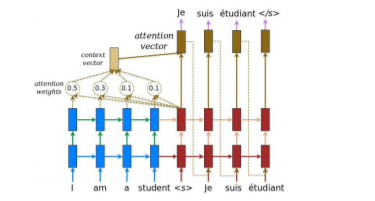 Je suis étudiant </s>
attention
vector
context
vector
attention
weights
0.5 0.3 0.1 0.1
I am a student <s> Je suis étudiant